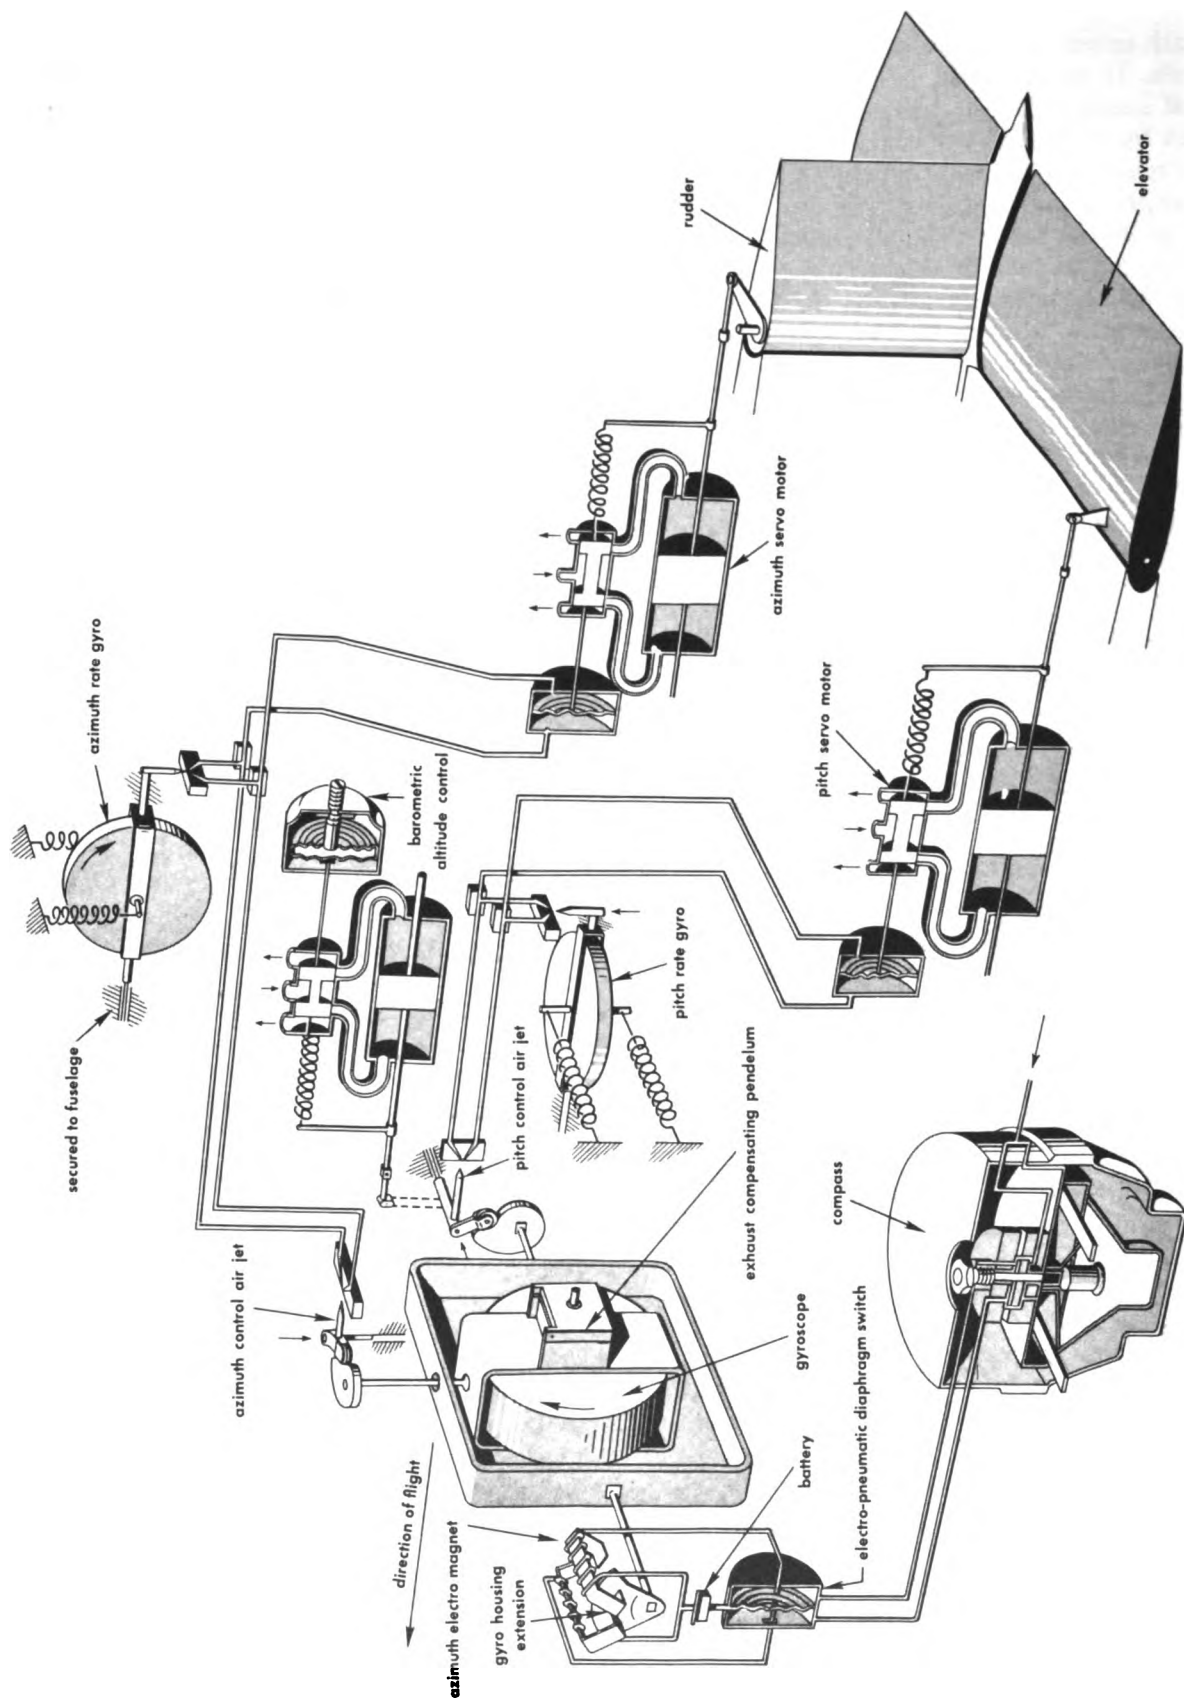 secured to fuselage
azimuth rate gyro
azimuth control air jet
barometric
altitude control
rudder
elevator
azimuth servo motor
pitch servo motor
direction of flight
pitch control air jet
pitch rate gyro
azimuth electro magnet
gyro housing
extension
exhaust compensating pendelum
gyroscope
battery
electro-pneumatic diaphragm switch
compass